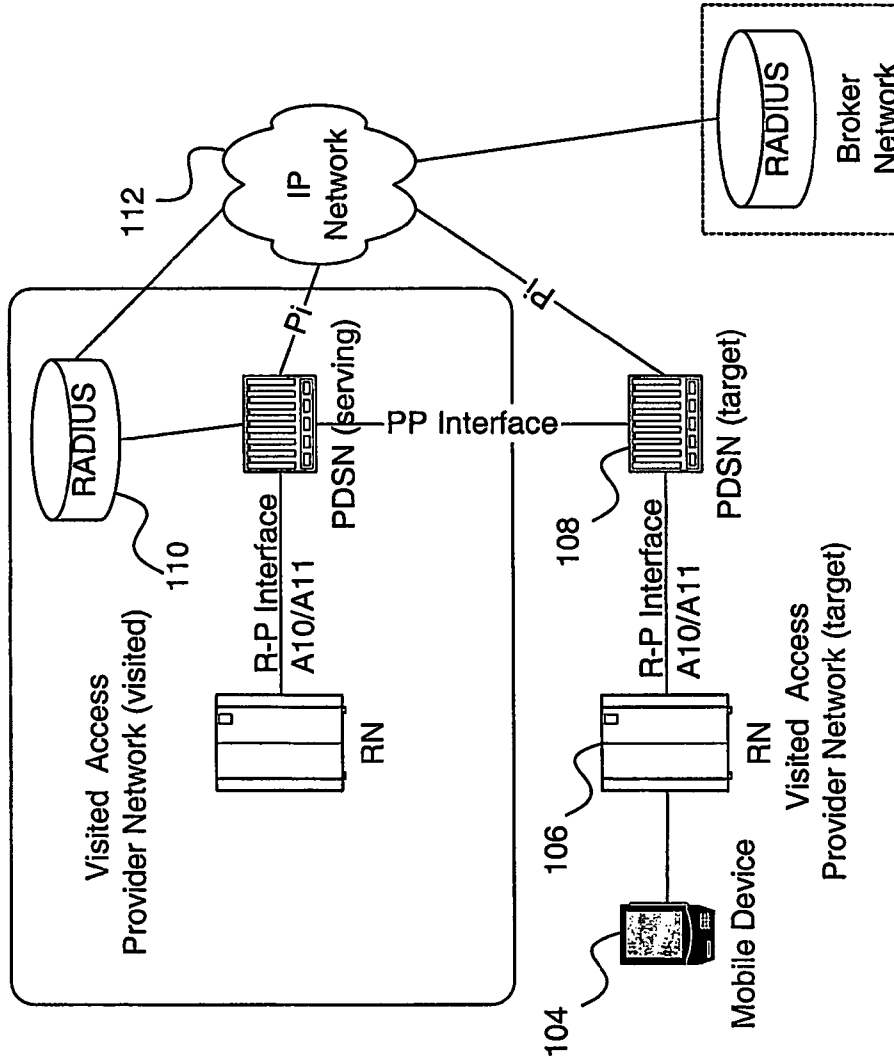 112
IP
Network
RADIUS
Broker
Network
RADIUS
110
Pi
Pi
PDSN (serving)
PP Interface
108
PDSN (target)
R-P Interface
A10/A11
R-P Interface
A10/A11
Visited Access
Provider Network (visited)
RN
106
RN
Visited Access
Provider Network (target)
104
Mobile Device